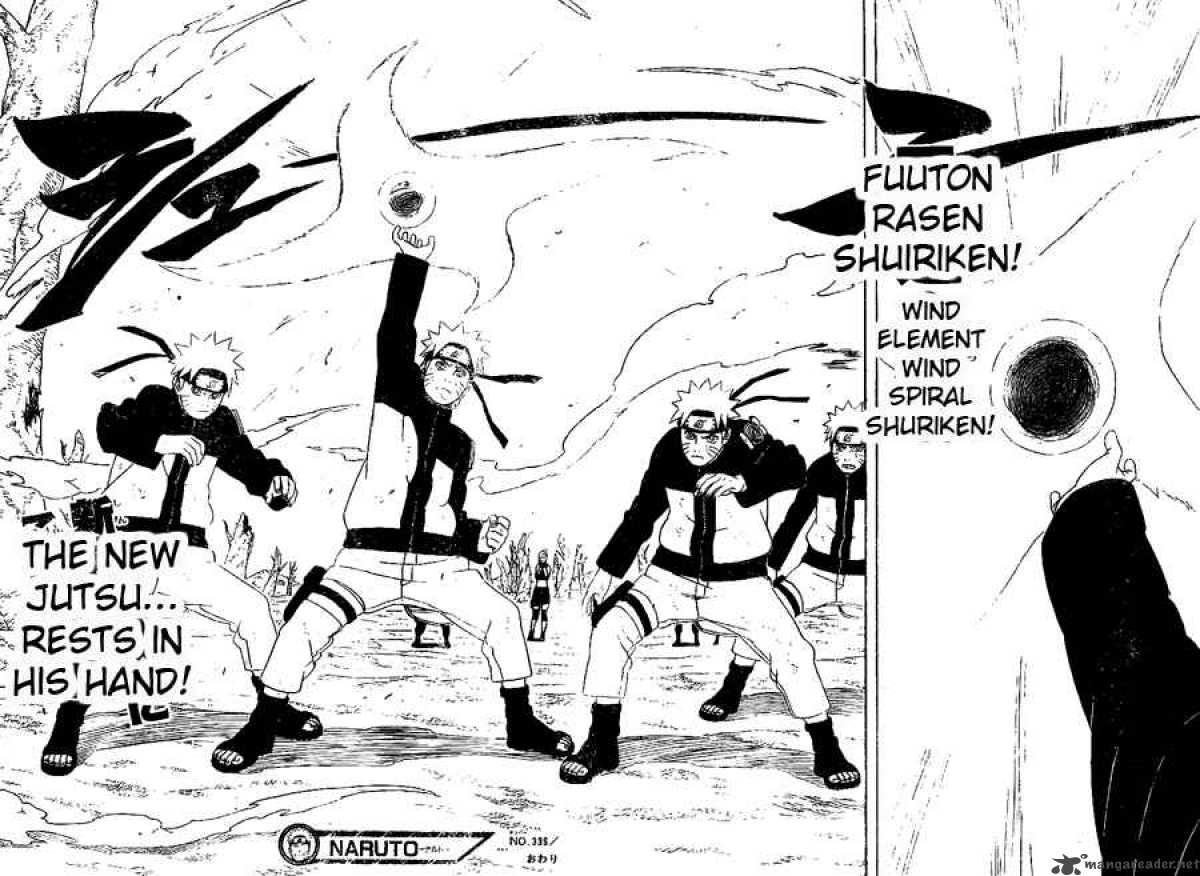 FUUTON
RASEN
SHUIRIKEN!
WIND
ELEMENT
WIND
SPIRAL
SHURIKEN!
THE NEW
JUTSU...
RESTS IN
HIS HAND!
NARUTO
NO.335/
おわり
mangareader.net